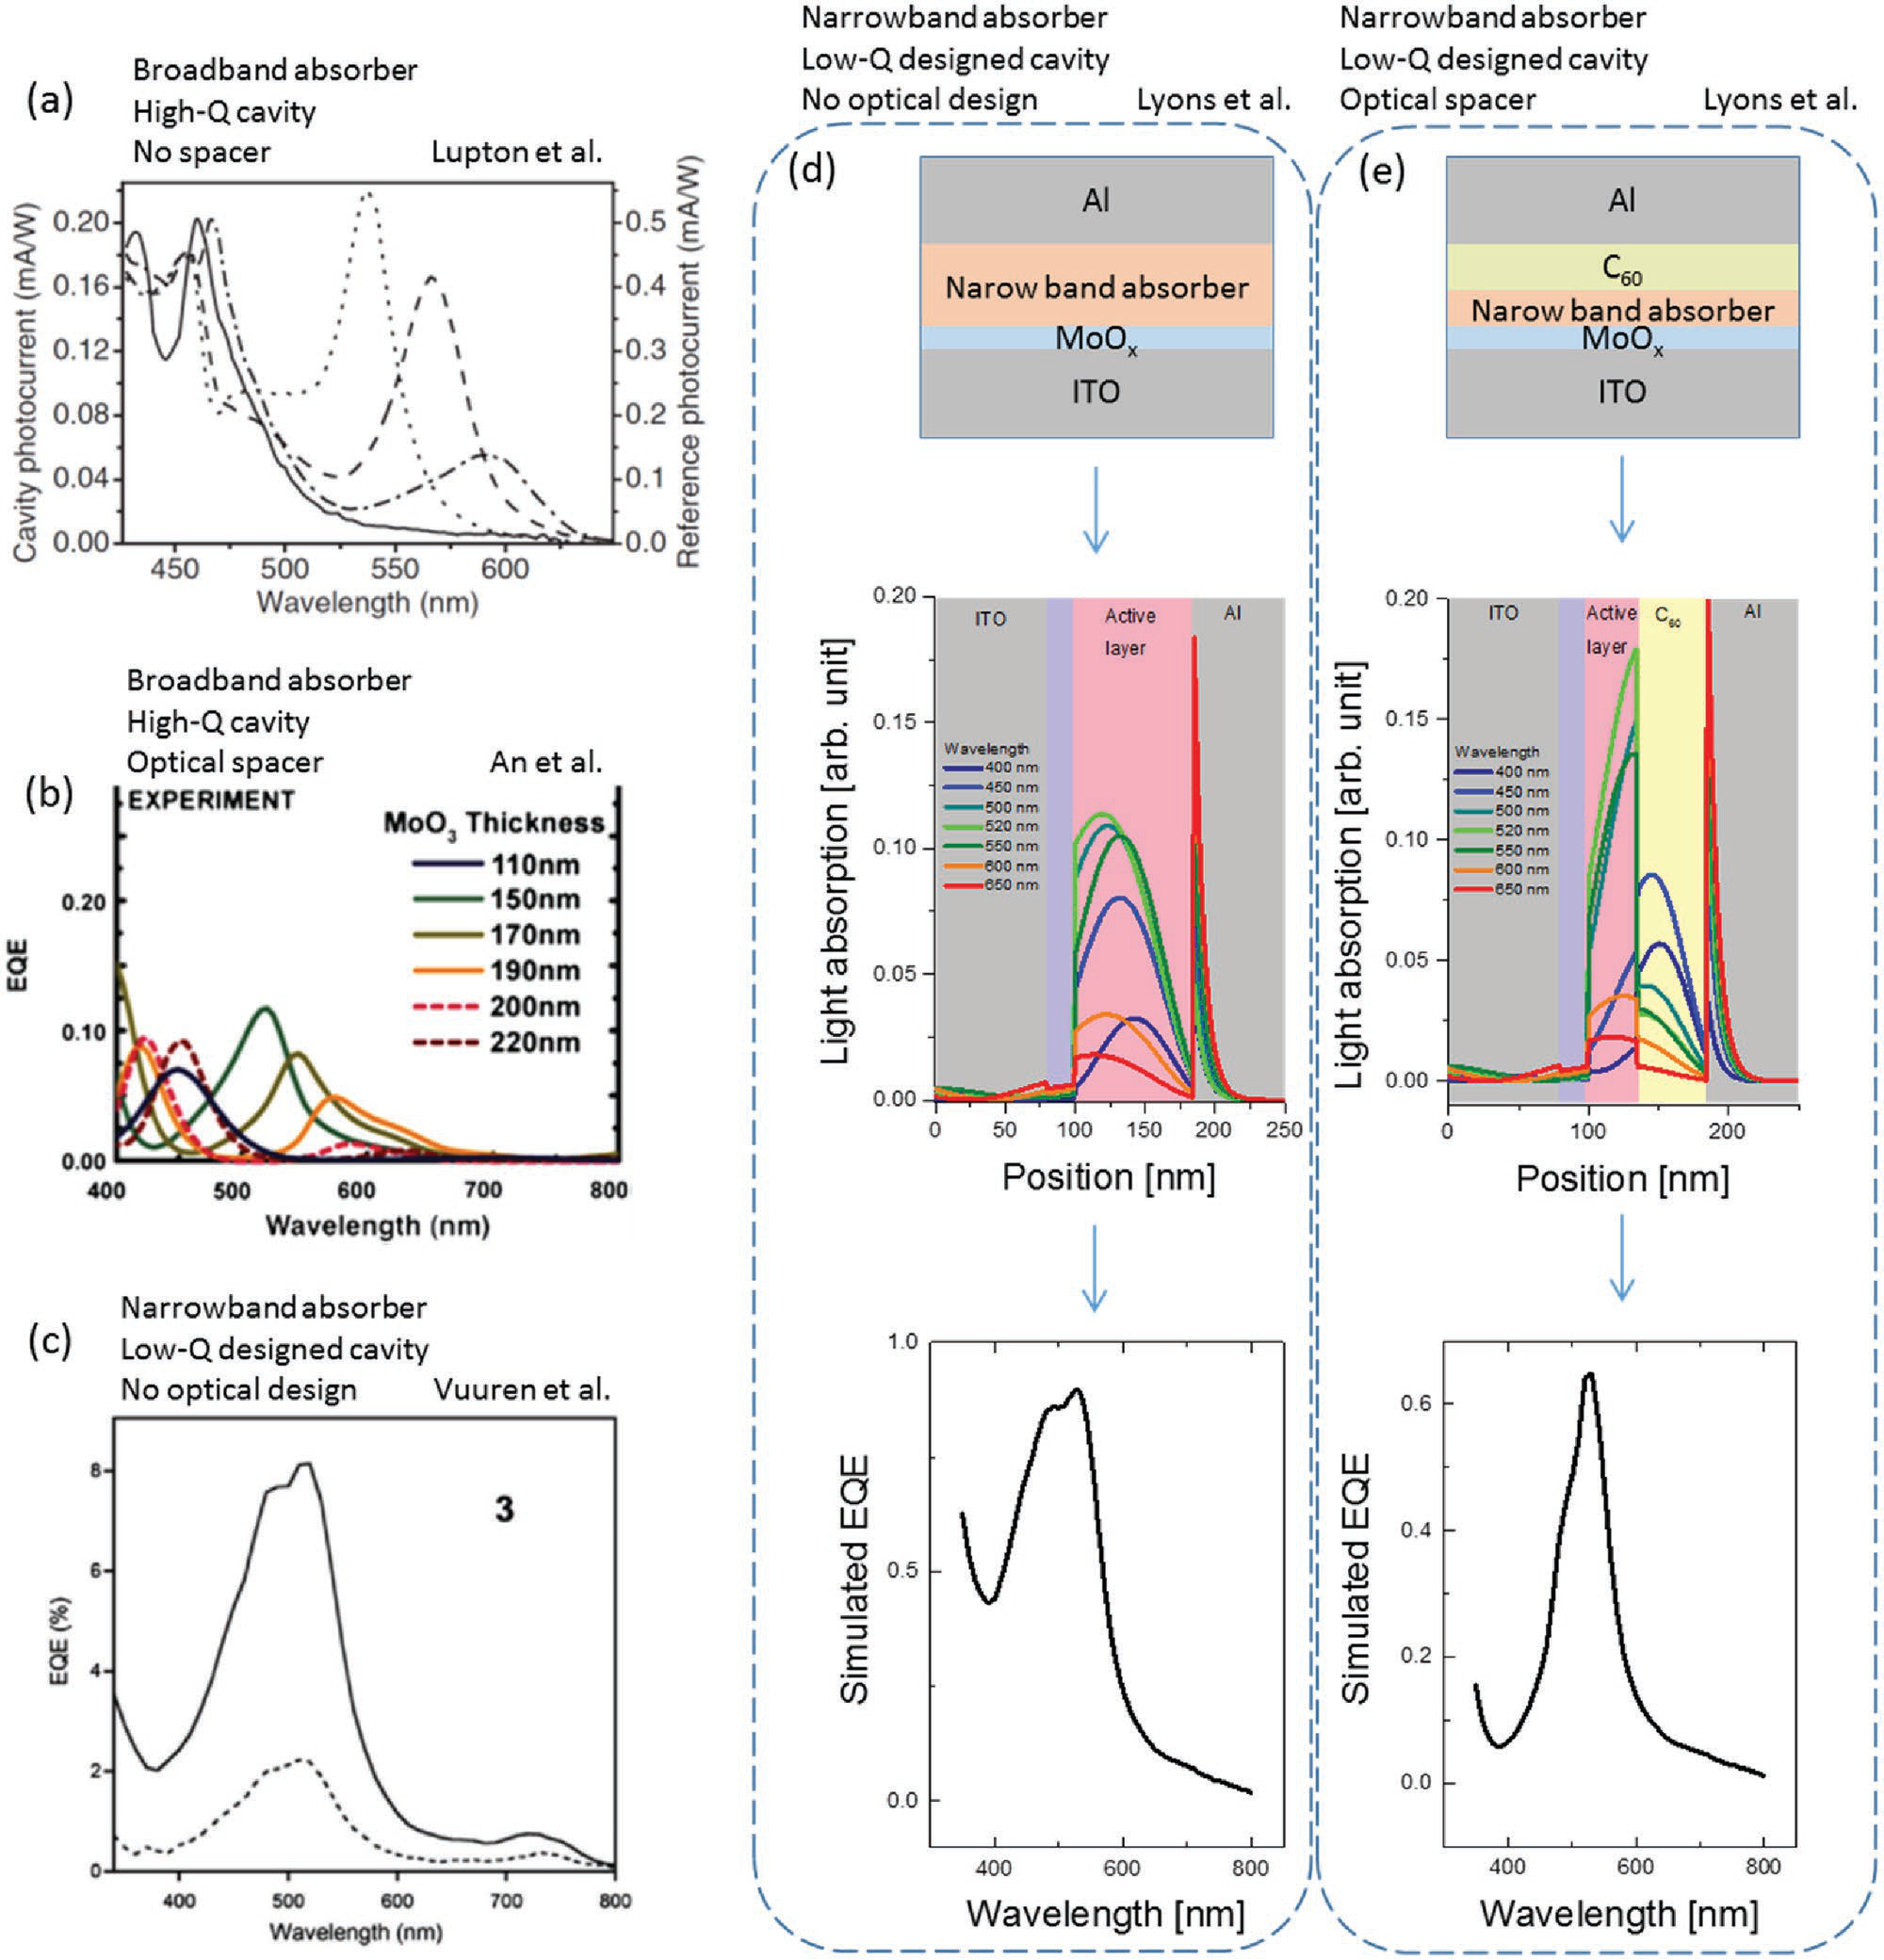 (a)
Broadband absorber
High-Q cavity
No spacer Lupton et al.
Cavity photocurrent (mA/W)
0.20
0.16
0.12
0.08
0.04
0.00
0.5
0.4
0.3
0.2
0.1
0.0
Reference photocurrent (mA/W)
450 500 550 600
Wavelength (nm)
(b)
Broadband absorber
High-Q cavity
Optical spacer An et al.
EXPERIMENT
MoO3 Thickness
110nm
150nm
170nm
190nm
200nm
220nm
EQE
0.20
0.10
0.00
400 500 600 700 800
Wavelength (nm)
(c)
Narrowband absorber
Low-Q designed cavity
No optical design Vuuren et al.
3
EQE (%)
8
6
4
2
0
400 500 600 700 800
Wavelength (nm)
Narrowband absorber
Low-Q designed cavity
No optical design Lyons et al.
(d)
Al
Narow band absorber
MoOx
ITO
Light absorption [arb. unit]
0.20
0.15
0.10
0.05
0.00
ITO
Active
layer
Al
Wavelength
400 nm
450 nm
500 nm
520 nm
550 nm
600 nm
650 nm
0 50 100 150 200 250
Position [nm]
Simulated EQE
1.0
0.5
0.0
400 600 800
Wavelength [nm]
Narrowband absorber
Low-Q designed cavity
Optical spacer Lyons et al.
(e)
Al
C60
Narow band absorber
MoOx
ITO
Light absorption [arb. unit]
0.20
0.15
0.10
0.05
0.00
ITO
Active
layer
C60
Al
Wavelength
400 nm
450 nm
500 nm
520 nm
550 nm
600 nm
650 nm
0 100 200
Position [nm]
Simulated EQE
0.6
0.4
0.2
0.0
400 600 800
Wavelength [nm]